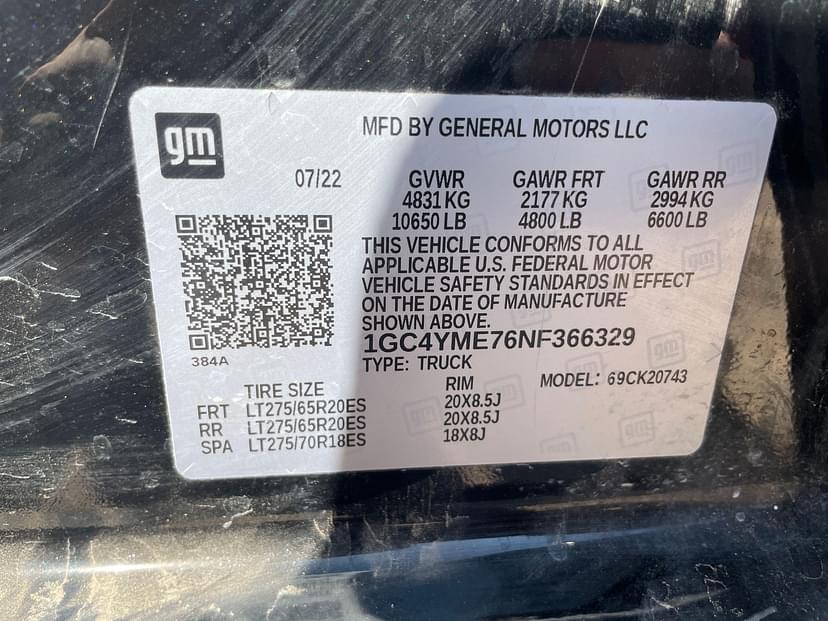 gm
MFD BY GENERAL MOTORS LLC
07/22
GVWR GAWR FRT GAWR RR
4831 KG 2177 KG 2994 KG
10650 LB 4800 LB 6600 LB
THIS VEHICLE CONFORMS TO ALL
APPLICABLE U.S. FEDERAL MOTOR
VEHICLE SAFETY STANDARDS IN EFFECT
ON THE DATE OF MANUFACTURE
SHOWN ABOVE.
1GC4YME76NF366329
384A
TYPE: TRUCK
TIRE SIZE RIM MODEL: 69CK20743
FRT LT275/65R20ES 20X8.5J
RR LT275/65R20ES 20X8.5J
SPA LT275/70R18ES 18X8J